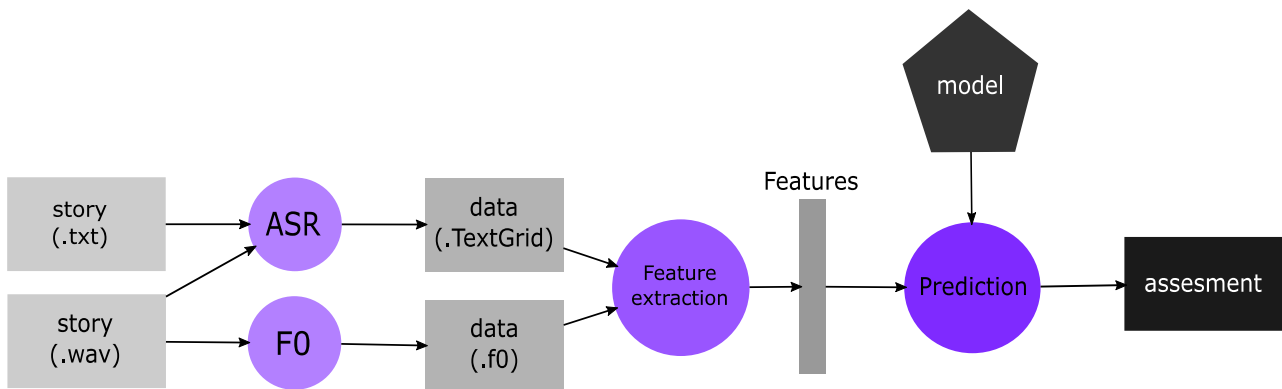 story
(.txt)
ASR
data
(.TextGrid)
story
(.wav)
F0
data
(.f0)
Feature
extraction
Features
model
Prediction
assesment